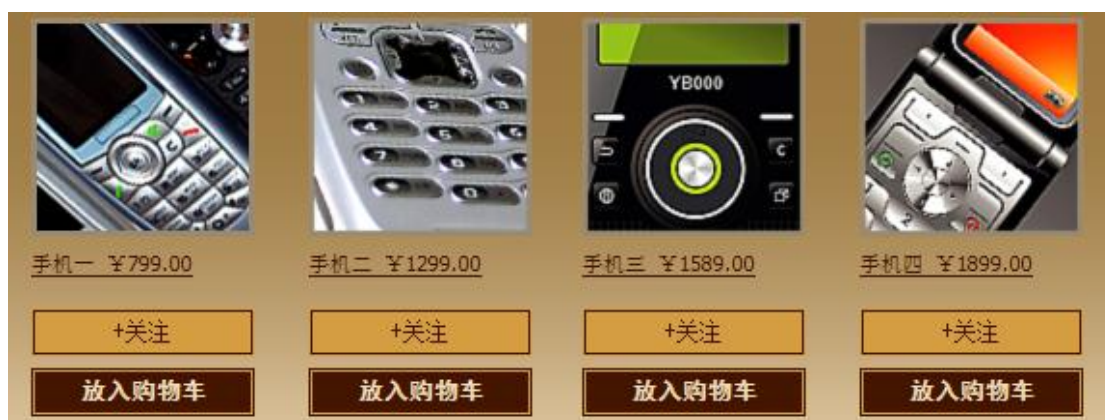 YB000
手机一 ￥799.00
手机二 ￥1299.00
手机三 ￥1589.00
手机四 ￥1899.00
+关注
+关注
+关注
+关注
放入购物车
放入购物车
放入购物车
放入购物车